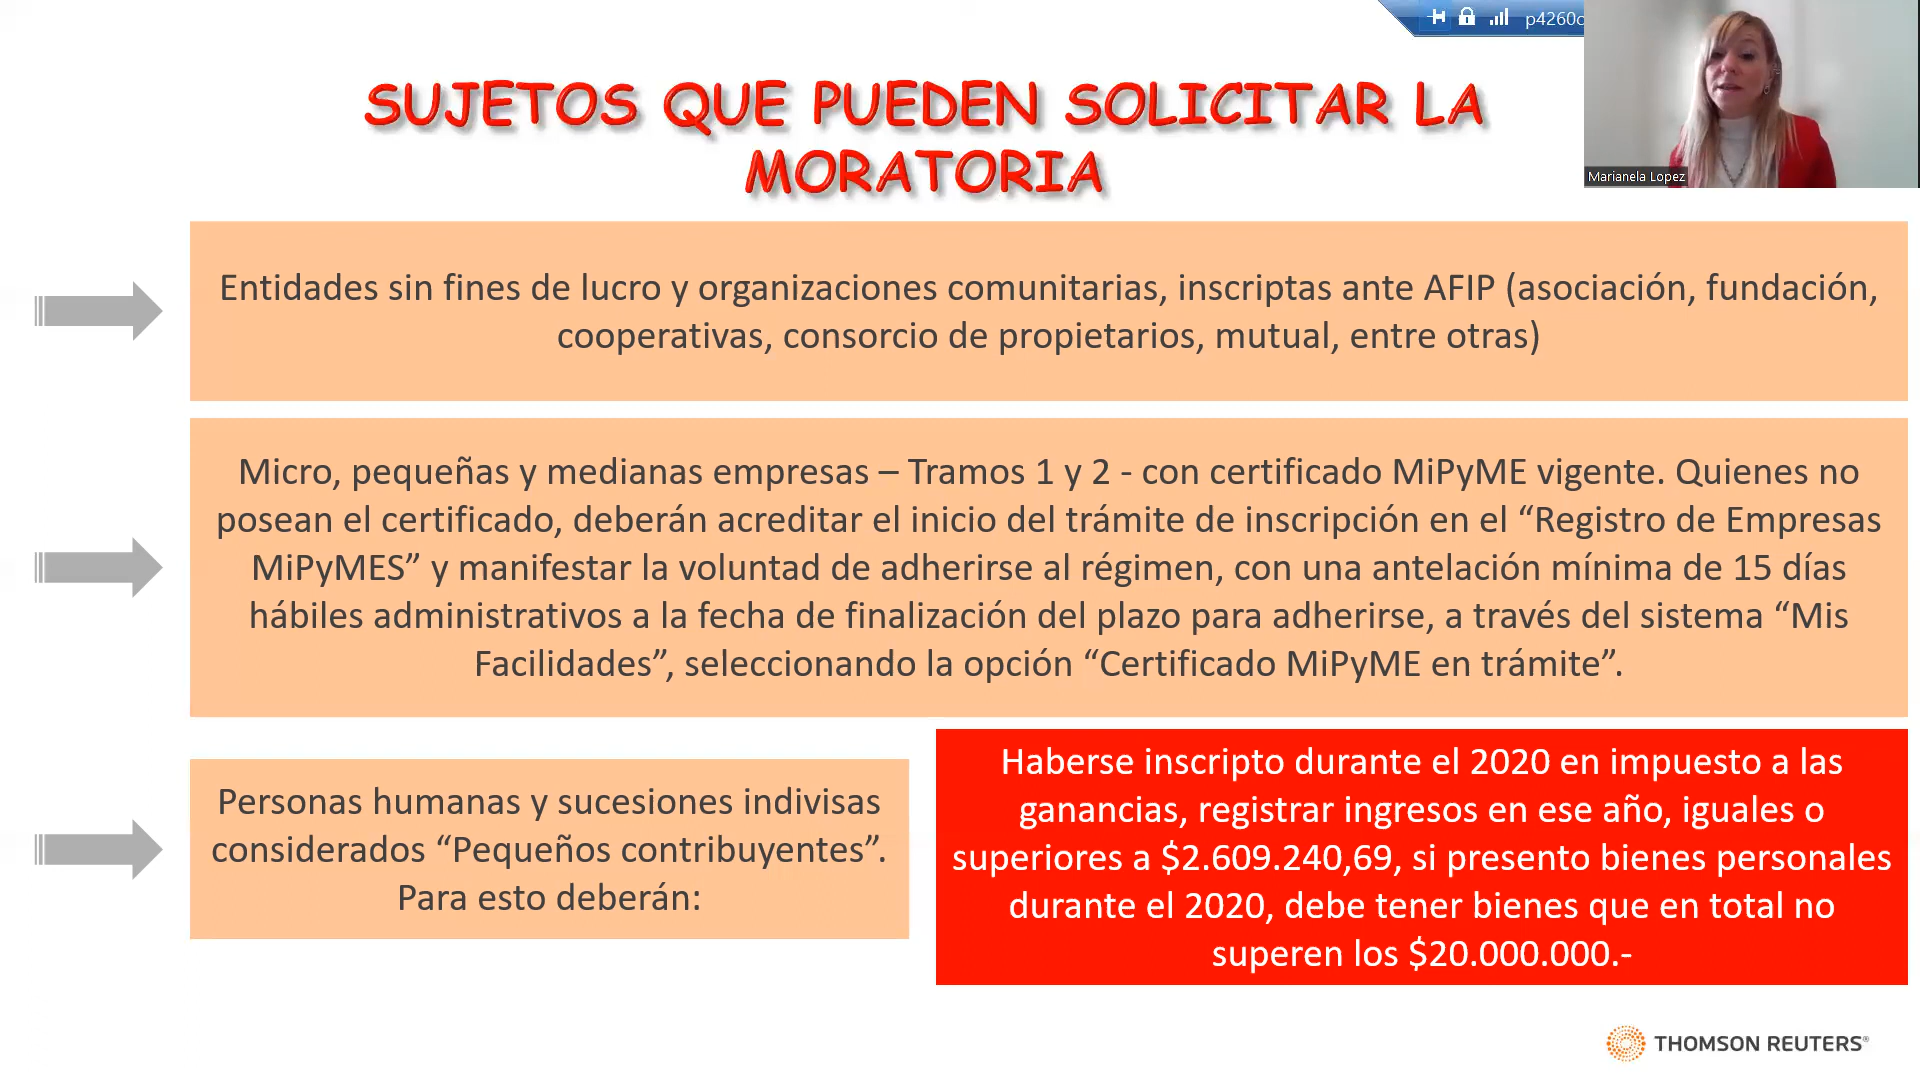 p4260
SUJETOS QUE PUEDEN SOLICITAR LA
MORATORIA
Marianela Lopez
Entidades sin fines de lucro y organizaciones comunitarias, inscriptas ante AFIP (asociación, fundación,
cooperativas, consorcio de propietarios, mutual, entre otras)
Micro, pequeñas y medianas empresas – Tramos 1 y 2 - con certificado MiPyME vigente. Quienes no
posean el certificado, deberán acreditar el inicio del trámite de inscripción en el “Registro de Empresas
MiPyMES” y manifestar la voluntad de adherirse al régimen, con una antelación mínima de 15 días
hábiles administrativos a la fecha de finalización del plazo para adherirse, a través del sistema “Mis
Facilidades”, seleccionando la opción “Certificado MiPyME en trámite”.
Personas humanas y sucesiones indivisas
considerados “Pequeños contribuyentes”.
Para esto deberán:
Haberse inscripto durante el 2020 en impuesto a las
ganancias, registrar ingresos en ese año, iguales o
superiores a $2.609.240,69, si presento bienes personales
durante el 2020, debe tener bienes que en total no
superen los $20.000.000.-
THOMSON REUTERS®